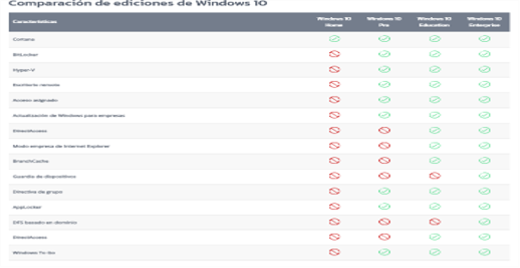 Comparación de ediciones de Windows 10
Características Windows 10 Home Windows 10 Pro Windows 10 Education Windows 10 Enterprise
Cortana
BitLocker
Hyper-V
Escritorio remoto
Acceso asignado
Actualización de Windows para empresas
DirectAccess
Modo empresa de Internet Explorer
BranchCache
Guardia de dispositivos
Directiva de grupo
AppLocker
DFS basado en dominio
DirectAccess
Windows To Go